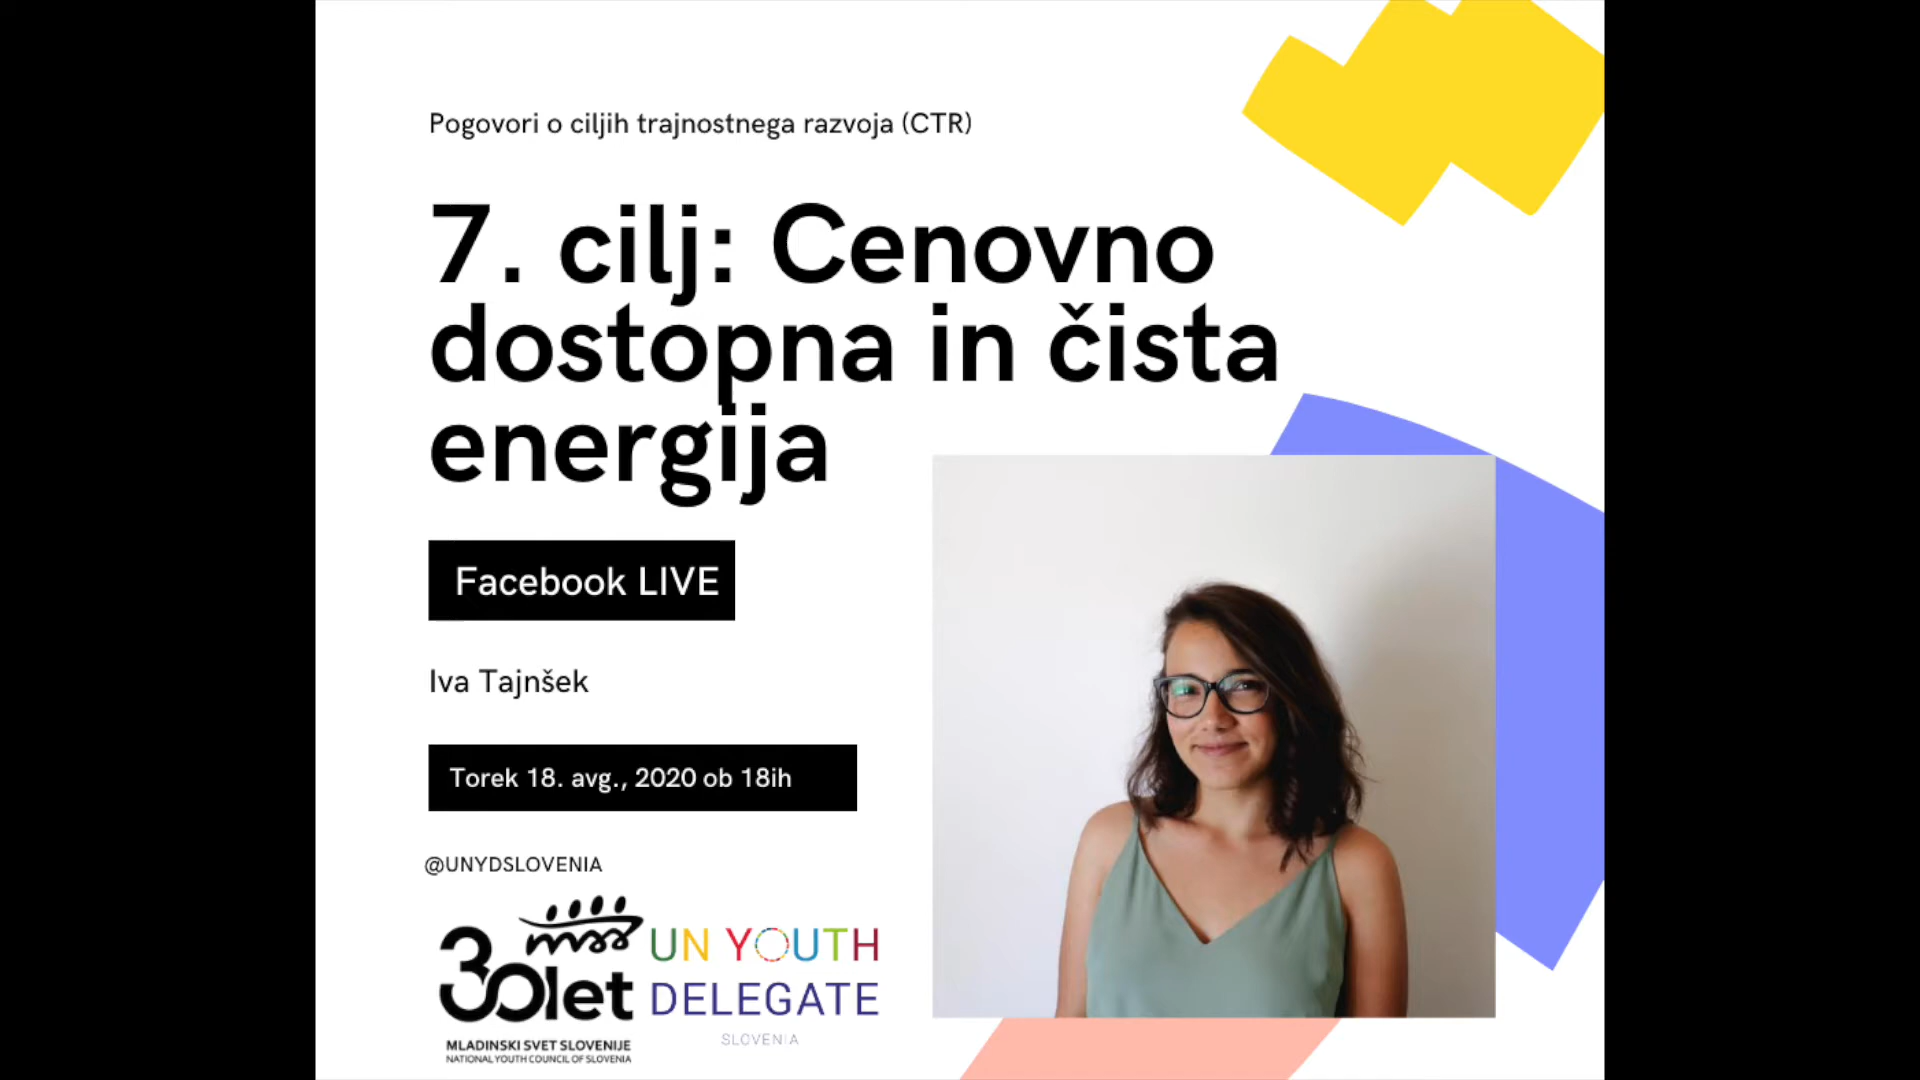 Pogovori o ciljih trajnostnega razvoja (CTR)
7. cilj: Cenovno
dostopna in čista
energija
Facebook LIVE
Iva Tajnšek
Torek 18. avg., 2020 ob 18ih
@UNYDSLOVENIA
mss
30let
MLADINSKI SVET SLOVENIJE
NATIONAL YOUTH COUNCIL OF SLOVENIA
UN YOUTH
DELEGATE
SLOVENIA